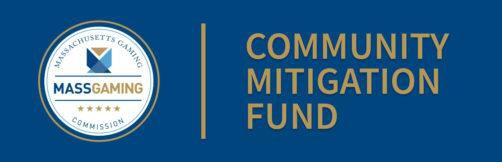 MASSACHUSETTS GAMING
MASSGAMING
COMMISSION
COMMUNITY
MITIGATION
FUND